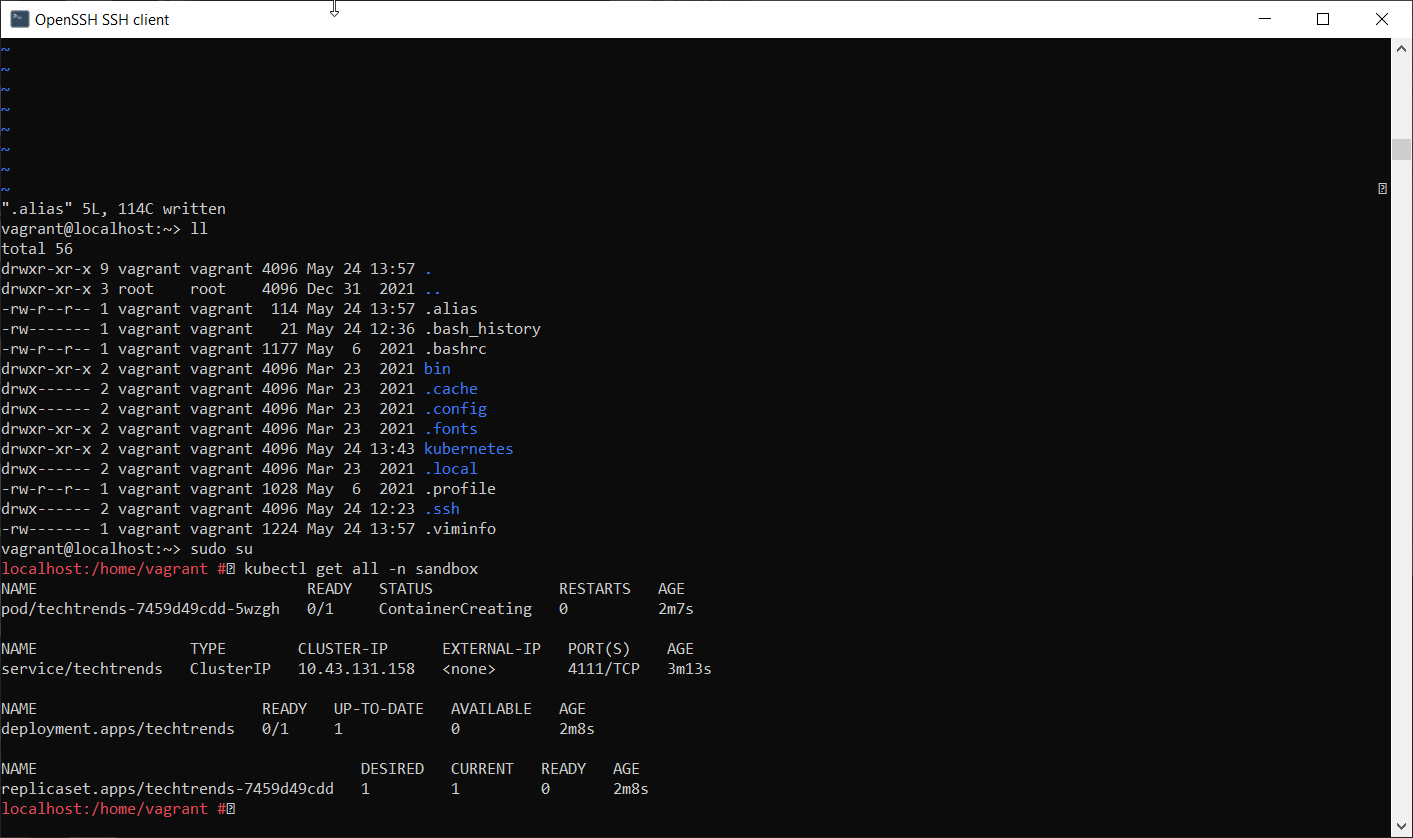 OpenSSH SSH client
~
~
~
~
~
~
~
~
".alias" 5L, 114C written
vagrant@localhost:~> ll
total 56
drwxr-xr-x 9 vagrant vagrant 4096 May 24 13:57 .
drwxr-xr-x 3 root    root    4096 Dec 31  2021 ..
-rw-r--r-- 1 vagrant vagrant  114 May 24 13:57 .alias
-rw------- 1 vagrant vagrant   21 May 24 12:36 .bash_history
-rw-r--r-- 1 vagrant vagrant 1177 May  6  2021 .bashrc
drwxr-xr-x 2 vagrant vagrant 4096 Mar 23  2021 bin
drwx------ 2 vagrant vagrant 4096 Mar 23  2021 .cache
drwx------ 2 vagrant vagrant 4096 Mar 23  2021 .config
drwxr-xr-x 2 vagrant vagrant 4096 Mar 23  2021 .fonts
drwxr-xr-x 2 vagrant vagrant 4096 May 24 13:43 kubernetes
drwx------ 2 vagrant vagrant 4096 Mar 23  2021 .local
-rw-r--r-- 1 vagrant vagrant 1028 May  6  2021 .profile
drwx------ 2 vagrant vagrant 4096 May 24 12:23 .ssh
-rw------- 1 vagrant vagrant 1224 May 24 13:57 .viminfo
vagrant@localhost:~> sudo su
localhost:/home/vagrant # kubectl get all -n sandbox
NAME                              READY   STATUS              RESTARTS   AGE
pod/techtrends-7459d49cdd-5wzgh   0/1     ContainerCreating   0          2m7s
NAME                 TYPE        CLUSTER-IP      EXTERNAL-IP   PORT(S)    AGE
service/techtrends   ClusterIP   10.43.131.158   <none>        4111/TCP   3m13s
NAME                         READY   UP-TO-DATE   AVAILABLE   AGE
deployment.apps/techtrends   0/1     1            0           2m8s
NAME                                    DESIRED   CURRENT   READY   AGE
replicaset.apps/techtrends-7459d49cdd   1         1         0       2m8s
localhost:/home/vagrant #